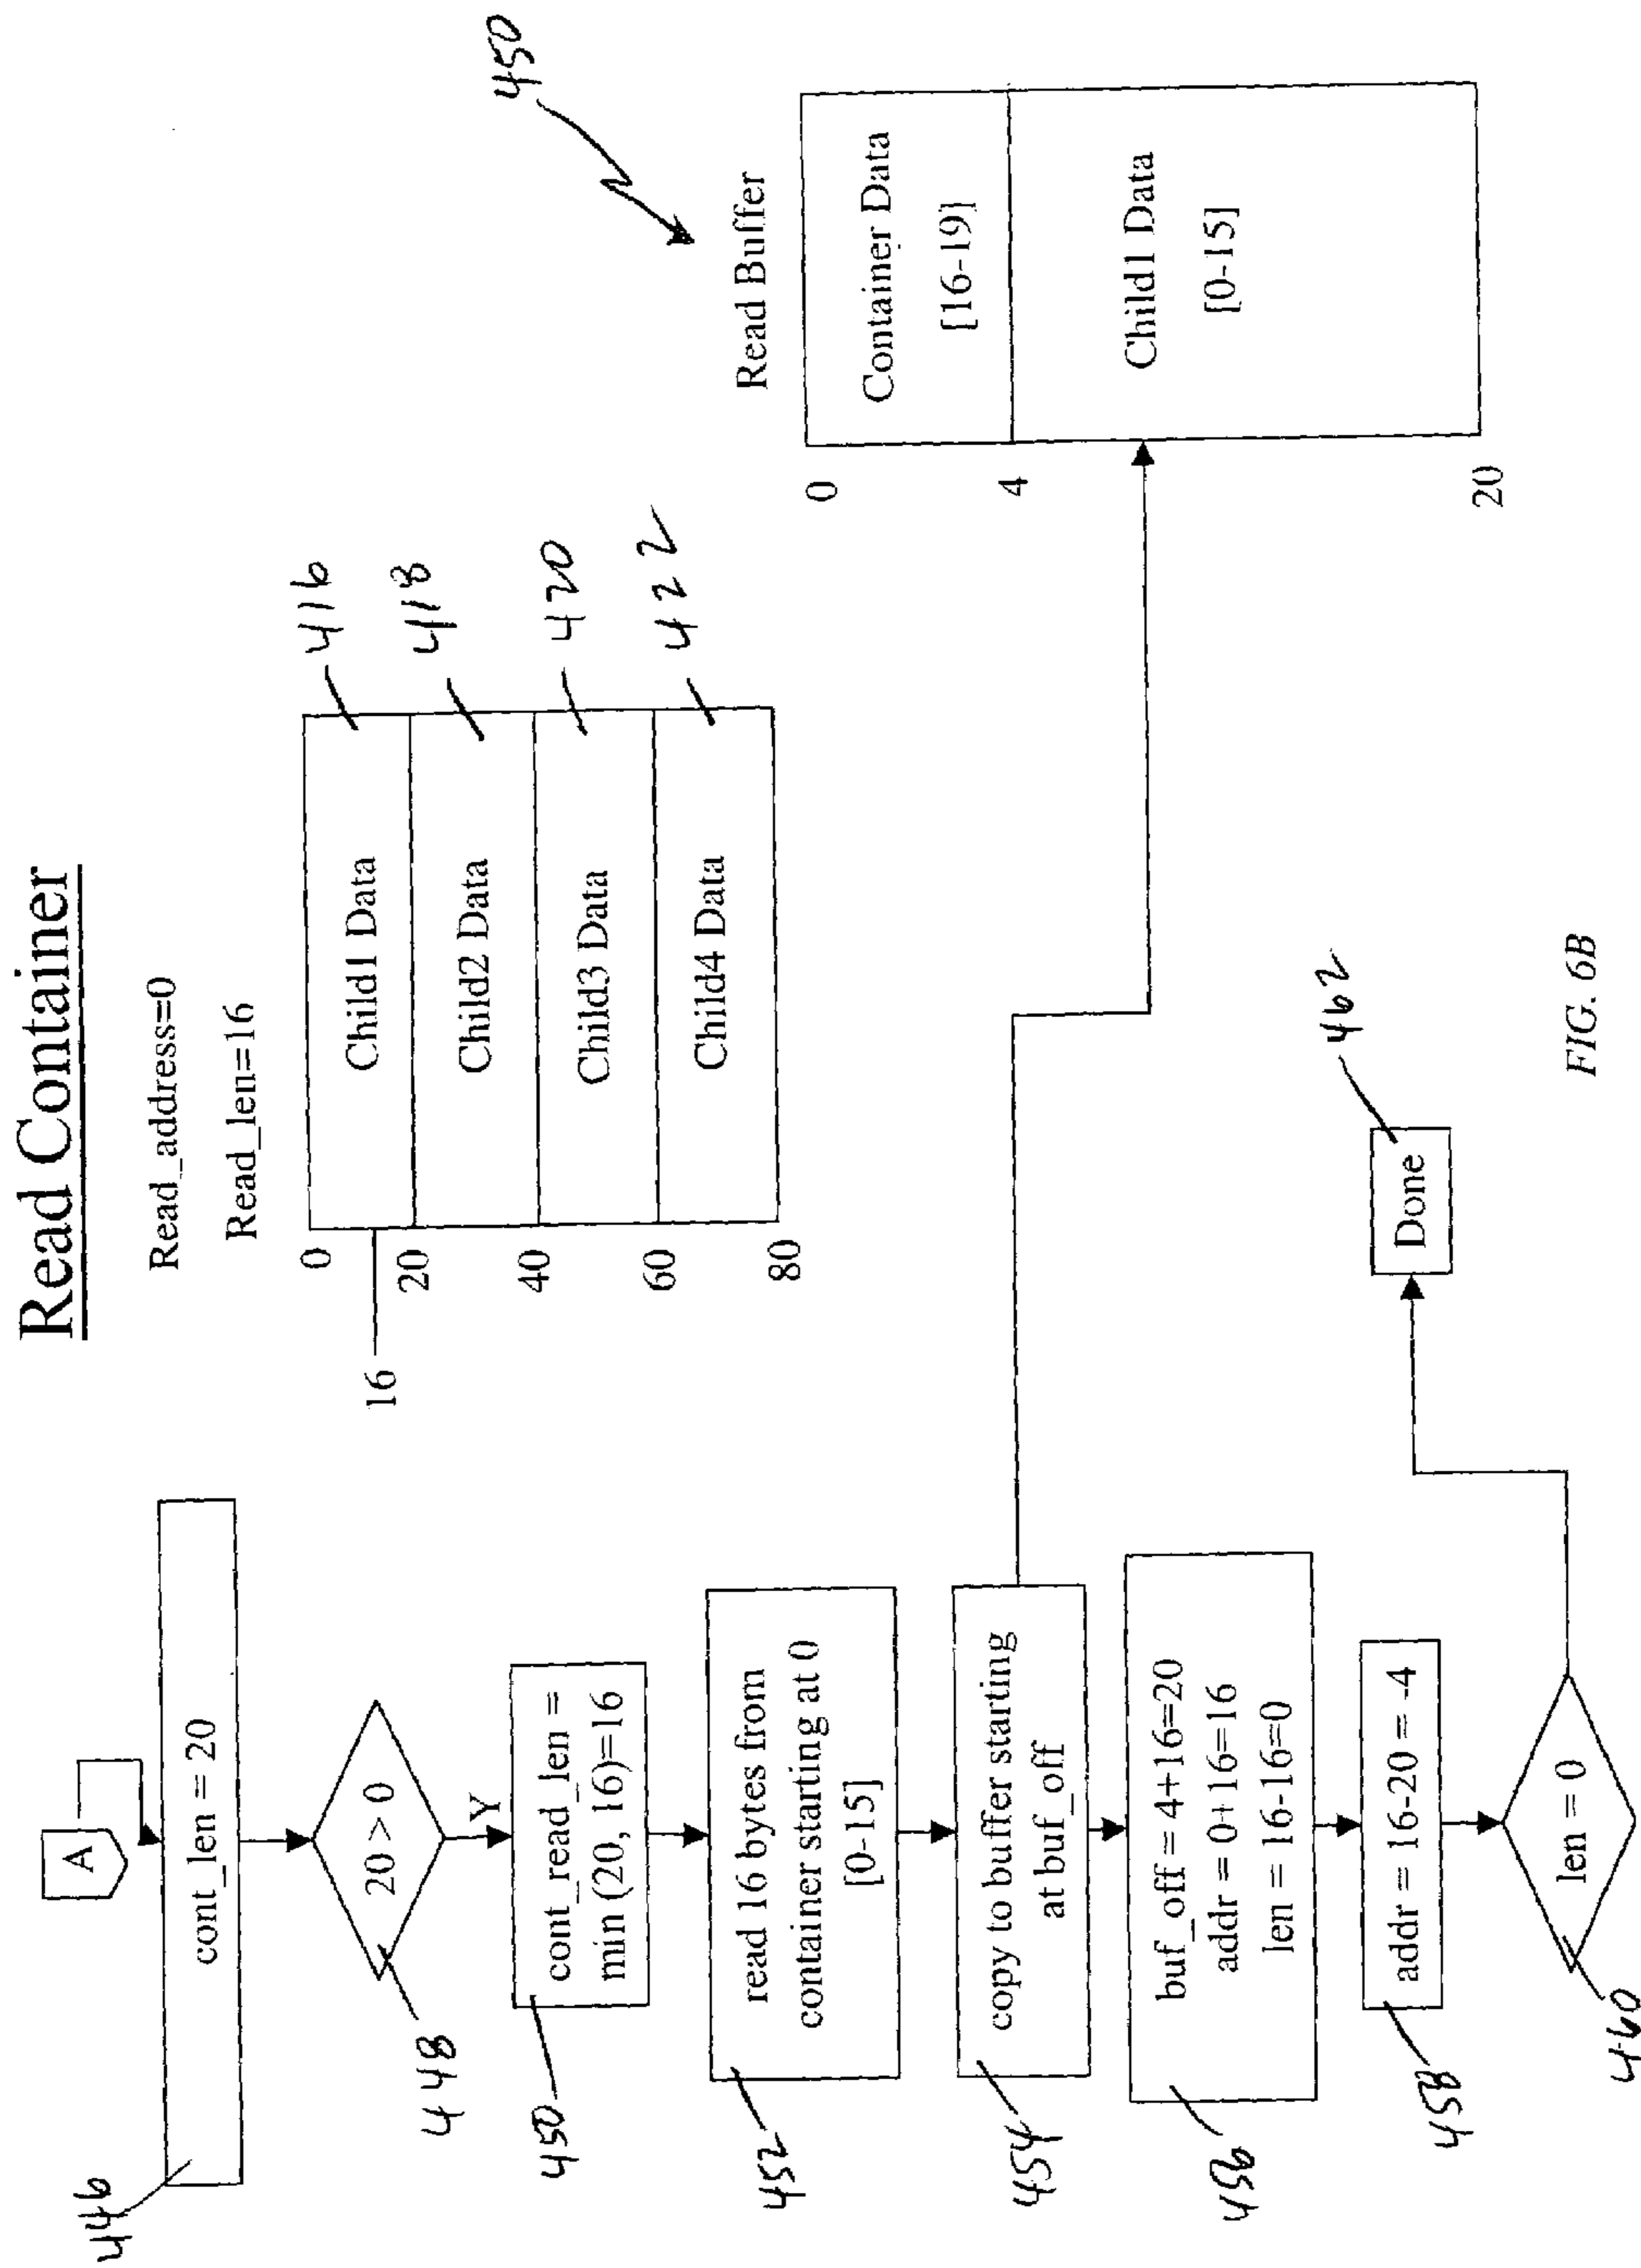 Read Container
Read_address=0
Read_len=16
A
446
cont_len = 20
448
20 > 0
Y
450
cont_read_len =
min (20, 16)=16
452
read 16 bytes from
container starting at 0
[0-15]
454
copy to buffer starting
at buf_off
456
buf_off = 4+16=20
addr = 0+16=16
len = 16-16=0
458
addr = 16-20 = -4
460
len = 0
Done
462
0
16
20
40
60
80
Child1 Data
Child2 Data
Child3 Data
Child4 Data
416
418
420
422
450
Read Buffer
0
Container Data
[16-19]
4
Child1 Data
[0-15]
20
FIG. 6B